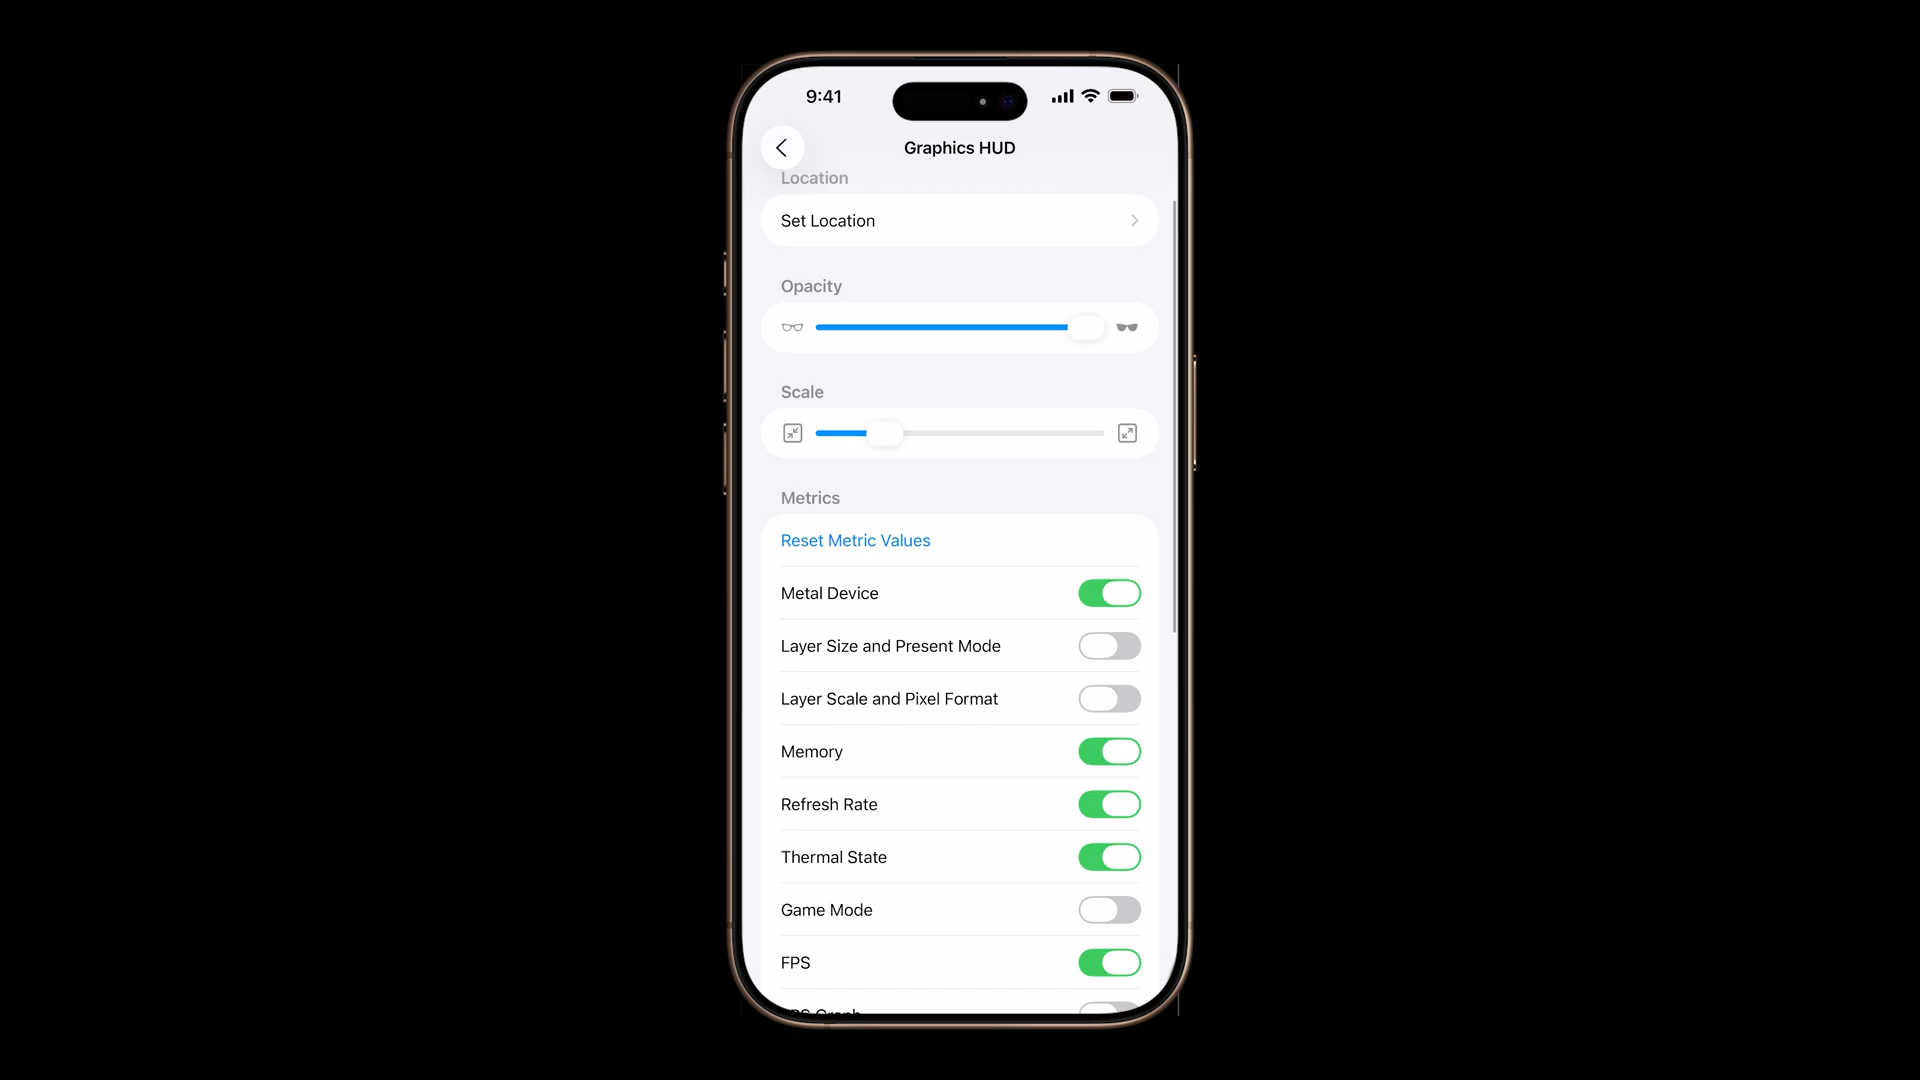 9:41
Graphics HUD
Location
Set Location
Opacity
Scale
Metrics
Reset Metric Values
Metal Device
Layer Size and Present Mode
Layer Scale and Pixel Format
Memory
Refresh Rate
Thermal State
Game Mode
FPS